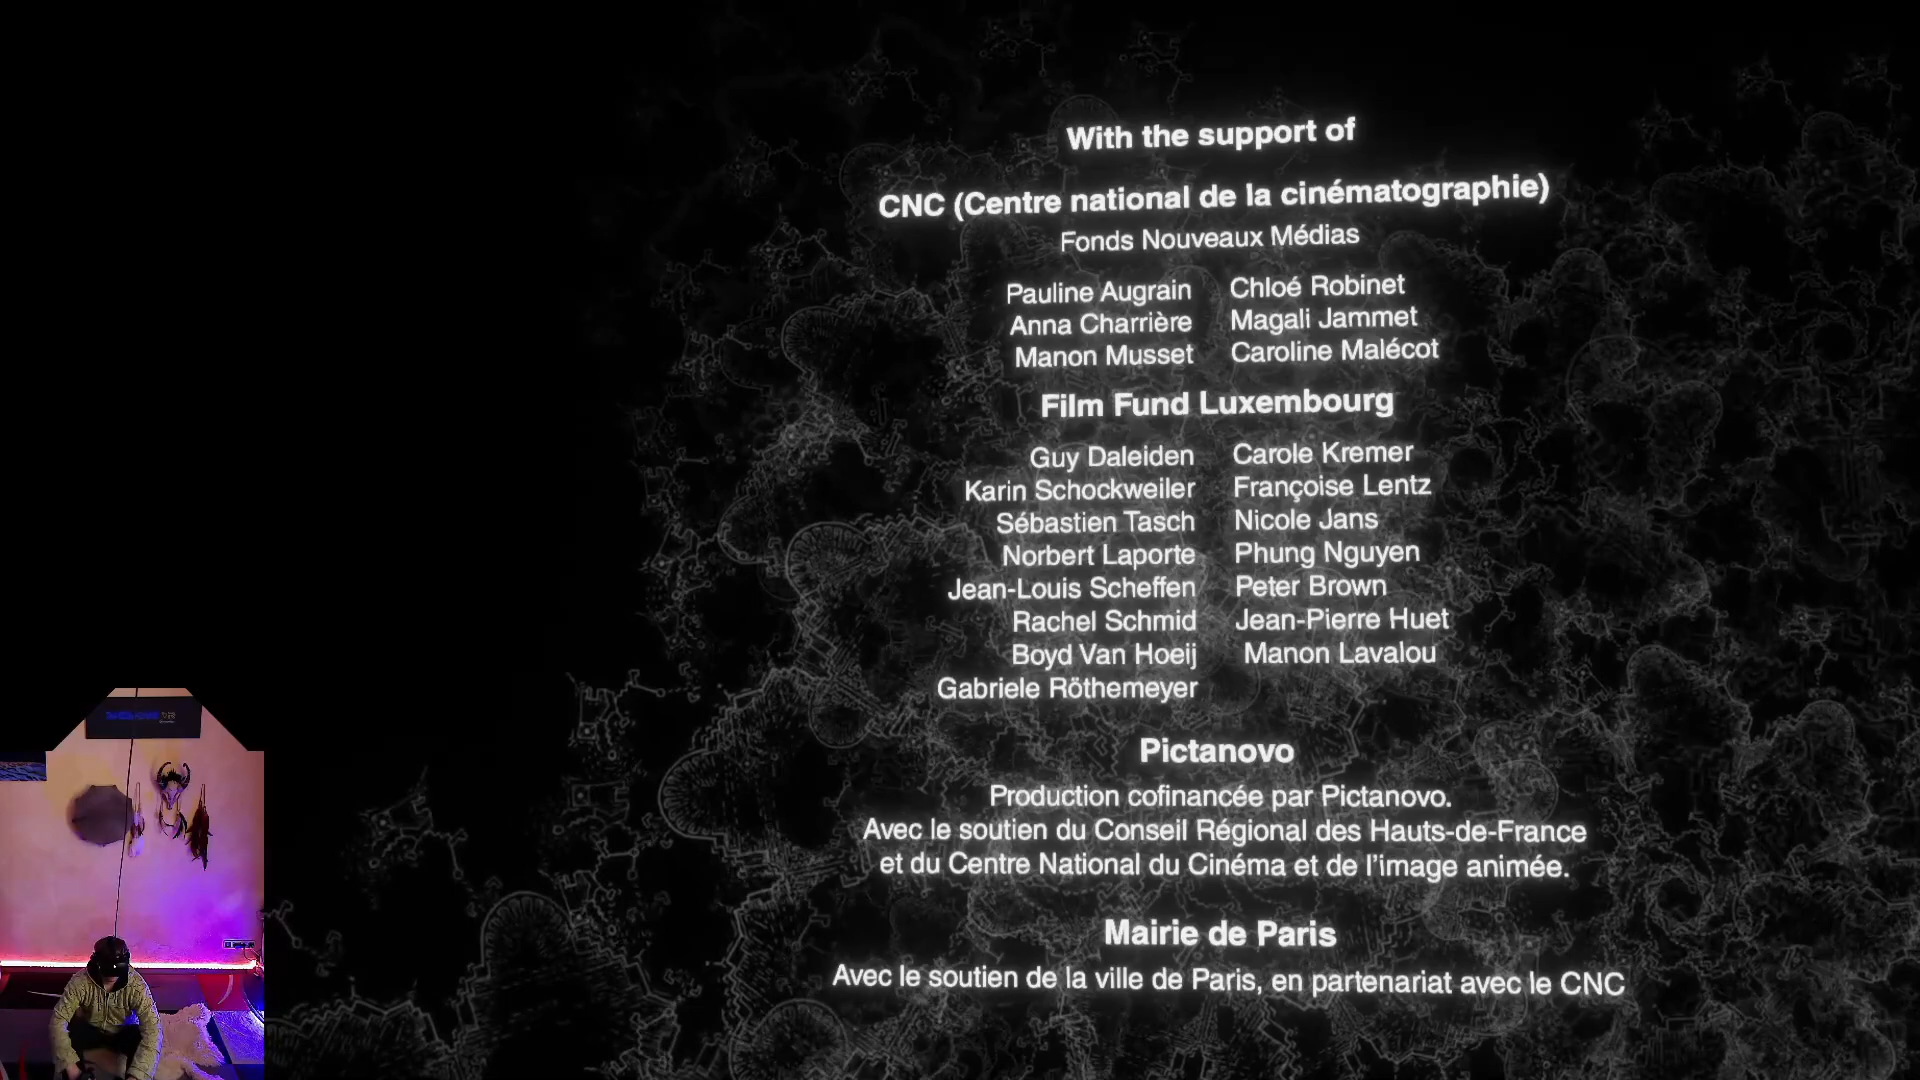 With the support of
CNC (Centre national de la cinématographie)
Fonds Nouveaux Médias
Pauline Augrain Chloé Robinet
Anna Charrière Magali Jammet
Manon Musset Caroline Malécot
Film Fund Luxembourg
Guy Daleiden Carole Kremer
Karin Schockweiler Françoise Lentz
Sébastien Tasch Nicole Jans
Norbert Laporte Phung Nguyen
Jean-Louis Scheffen Peter Brown
Rachel Schmid Jean-Pierre Huet
Boyd Van Hoeij Manon Lavalou
Gabriele Röthemeyer
Pictanovo
Production cofinancée par Pictanovo.
Avec le soutien du Conseil Régional des Hauts-de-France
et du Centre National du Cinéma et de l'image animée.
Mairie de Paris
Avec le soutien de la ville de Paris, en partenariat avec le CNC